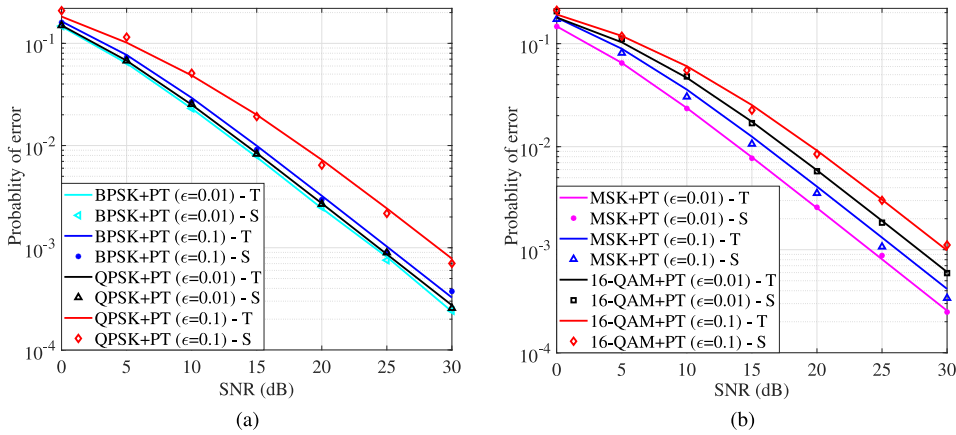 Probablity of error
10^-1
10^-2
10^-3
10^-4
BPSK+PT (ϵ=0.01) - T
BPSK+PT (ϵ=0.01) - S
BPSK+PT (ϵ=0.1) - T
BPSK+PT (ϵ=0.1) - S
QPSK+PT (ϵ=0.01) - T
QPSK+PT (ϵ=0.01) - S
QPSK+PT (ϵ=0.1) - T
QPSK+PT (ϵ=0.1) - S
0 5 10 15 20 25 30
SNR (dB)
(a)
Probablity of error
10^-1
10^-2
10^-3
10^-4
MSK+PT (ϵ=0.01) - T
MSK+PT (ϵ=0.01) - S
MSK+PT (ϵ=0.1) - T
MSK+PT (ϵ=0.1) - S
16-QAM+PT (ϵ=0.01) - T
16-QAM+PT (ϵ=0.01) - S
16-QAM+PT (ϵ=0.1) - T
16-QAM+PT (ϵ=0.1) - S
0 5 10 15 20 25 30
SNR (dB)
(b)